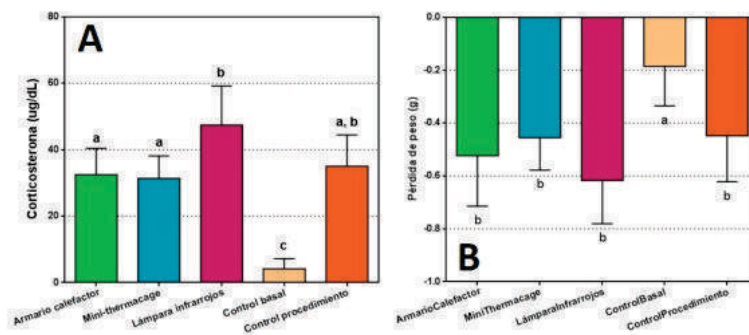 A
Corticosterona (ug/dL)
80
60
40
20
0
a
a
b
c
a, b
Armario calefactor
Mini-thermacage
Lámpara infrarrojos
Control basal
Control procedimiento
B
Pérdida de peso (g)
0.0
-0.2
-0.4
-0.6
-0.8
-1.0
b
b
b
a
b
ArmarioCalefactor
MiniThermacage
LámparaInfrarrojos
ControlBasal
ControlProcedimiento